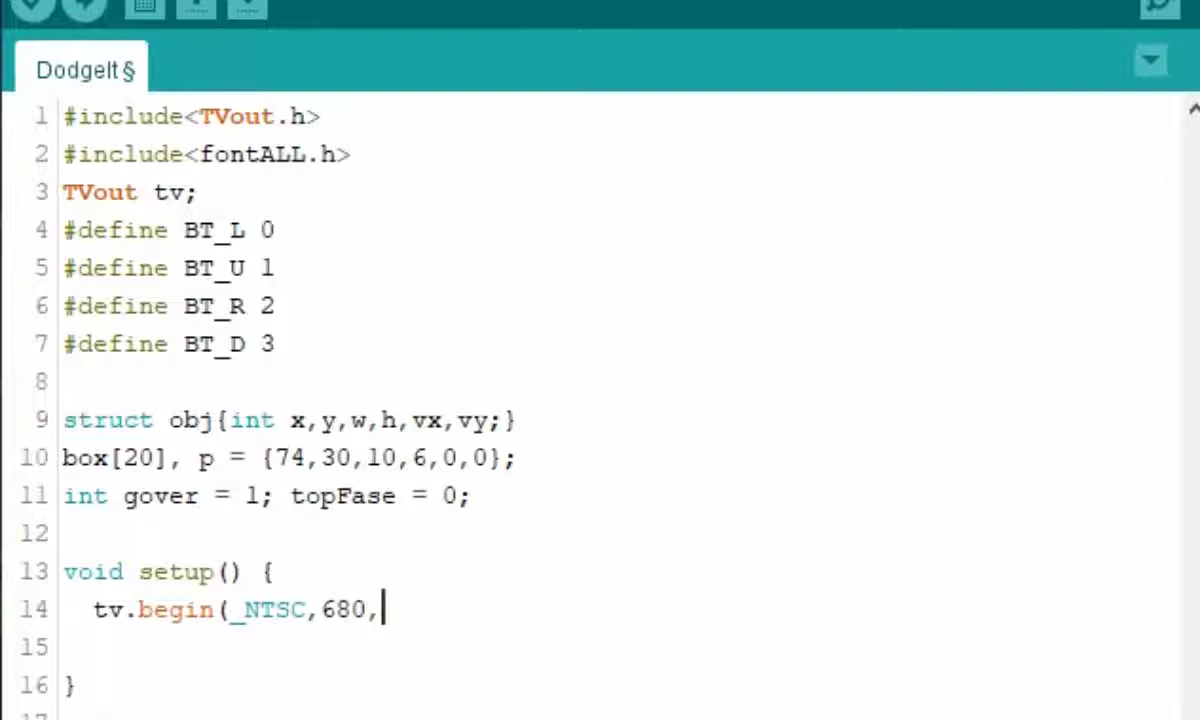 DodgeIt§
1 #include<TVout.h>
2 #include<fontALL.h>
3 TVout tv;
4 #define BT_L 0
5 #define BT_U 1
6 #define BT_R 2
7 #define BT_D 3
8
9 struct obj{int x,y,w,h,vx,vy;}
10 box[20], p = {74,30,10,6,0,0};
11 int gover = 1; topFase = 0;
12
13 void setup() {
14 tv.begin(_NTSC,680,
15
16 }
17